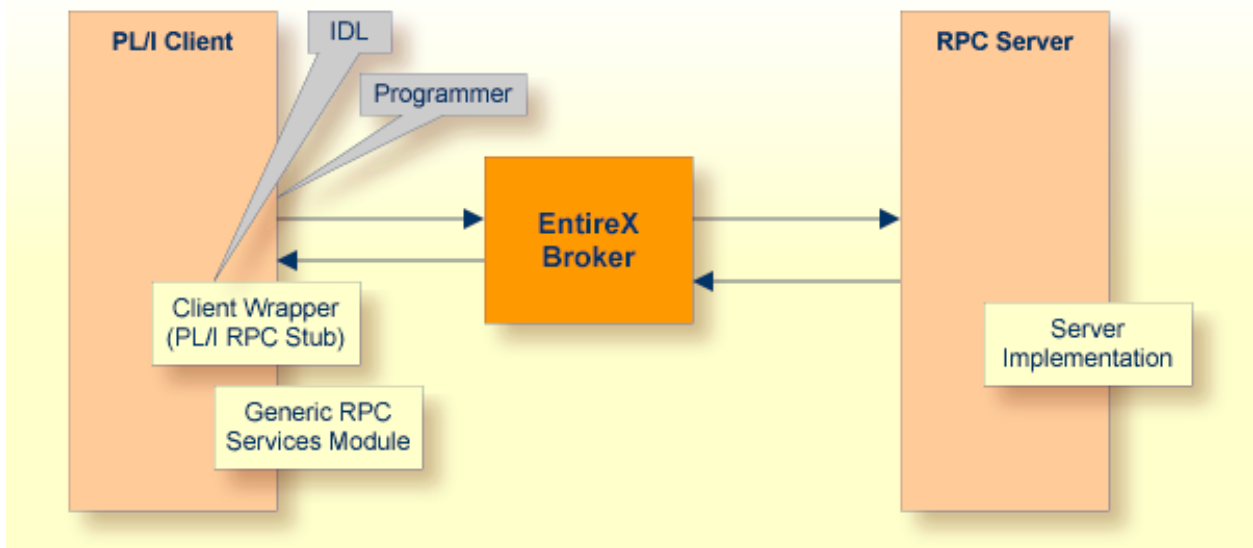 PL/I Client
IDL
Programmer
RPC Server
EntireX
Broker
Client Wrapper
(PL/I RPC Stub)
Generic RPC
Services Module
Server
Implementation